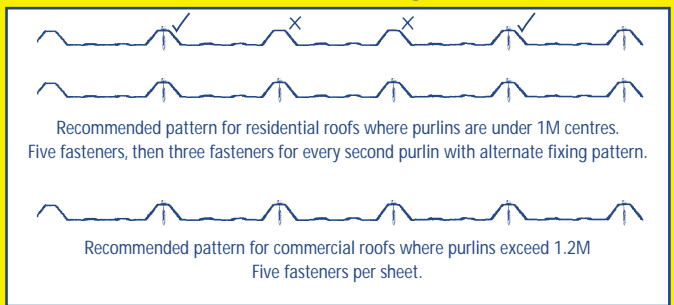 Recommended pattern for residential roofs where purlins are under 1M centres.
Five fasteners, then three fasteners for every second purlin with alternate fixing pattern.
Recommended pattern for commercial roofs where purlins exceed 1.2M
Five fasteners per sheet.